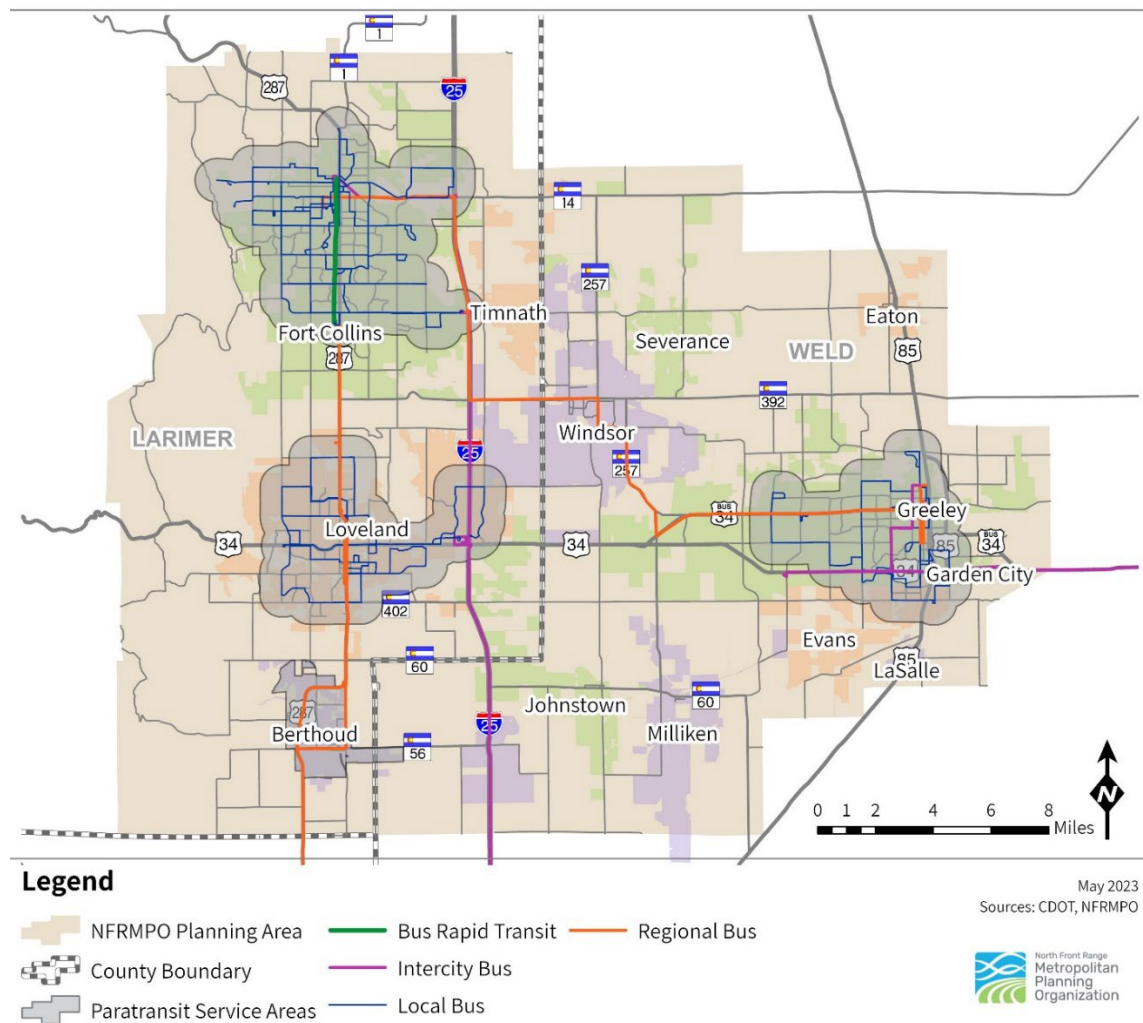 1
1
287
25
14
257
Timnath
Eaton
Fort Collins
Severance
287
WELD
85
392
LARIMER
Windsor
25
257
Loveland
BUS
34
Greeley
34
34
85
BUS
34
34
Garden City
402
Evans
60
85
LaSalle
60
Johnstown
287
25
Berthoud
Milliken
56
N
0 1 2 4 6 8
Miles
Legend
May 2023
Sources: CDOT, NFRMPO
NFRMPO Planning Area
Bus Rapid Transit
Regional Bus
County Boundary
Intercity Bus
Paratransit Service Areas
Local Bus
North Front Range
Metropolitan
Planning
Organization